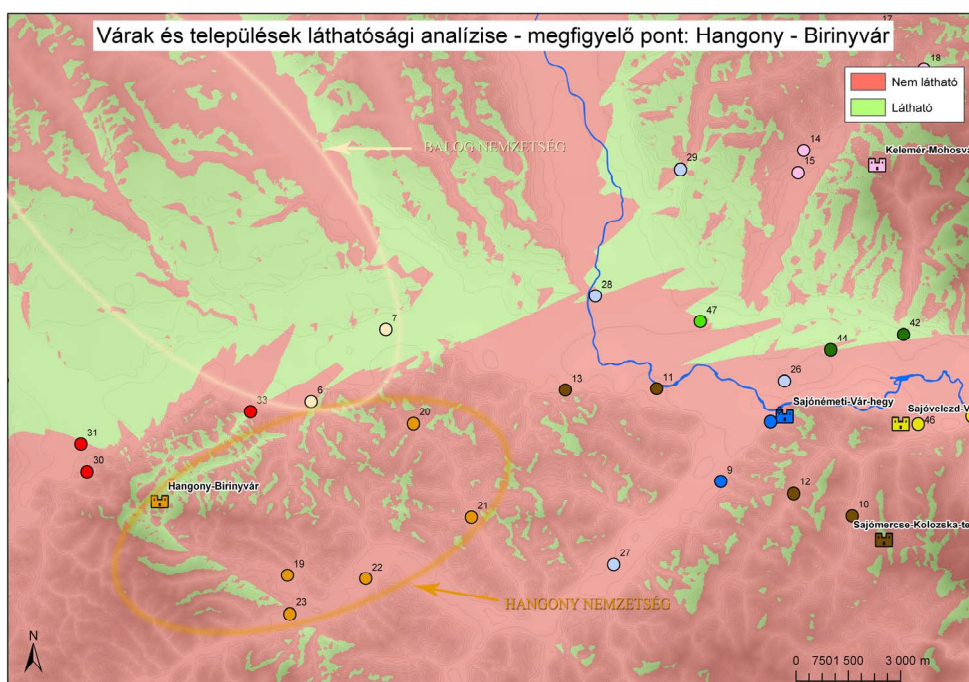 Várak és települések láthatósági analízise - megfigyelő pont: Hangony - Birinyvár
17
18
Nem látható
Látható
14
15
Kelemér-Mohosvá
29
BALOG NEMZETSÉG
28
7
47
42
44
13
11
26
6
33
20
Sajónémeti-Vár-hegy
Sajóvelezd-V
46
31
30
Hangony-Birinyvár
9
12
21
10
Sajómercse-Kolozska-te
27
19
22
23
HANGONY NEMZETSÉG
N
0 750 1 500 3 000 m